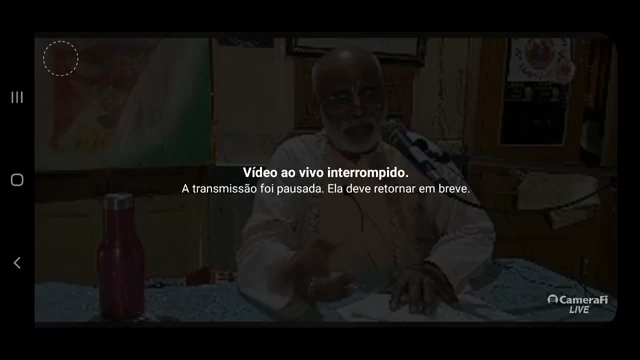 Vídeo ao vivo interrompido.
A transmissão foi pausada. Ela deve retornar em breve.
CameraFi
LIVE